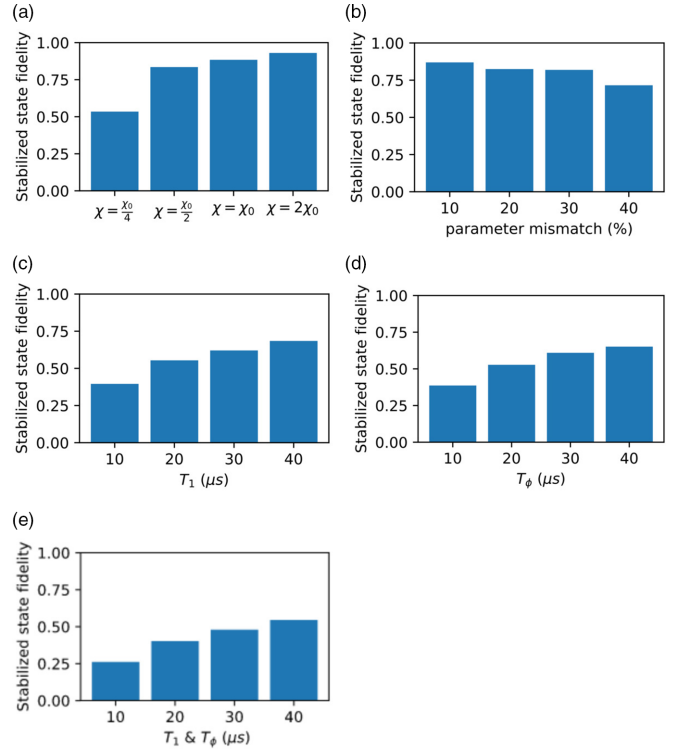 (a)
Stabilized state fidelity
1.00
0.75
0.50
0.25
0.00
χ = χ₀/4 χ = χ₀/2 χ = χ₀ χ = 2χ₀
(b)
Stabilized state fidelity
1.00
0.75
0.50
0.25
0.00
10 20 30 40
parameter mismatch (%)
(c)
Stabilized state fidelity
1.00
0.75
0.50
0.25
0.00
10 20 30 40
T₁ (μs)
(d)
Stabilized state fidelity
1.00
0.75
0.50
0.25
0.00
10 20 30 40
T_ϕ (μs)
(e)
Stabilized state fidelity
1.00
0.75
0.50
0.25
0.00
10 20 30 40
T₁ & T_ϕ (μs)